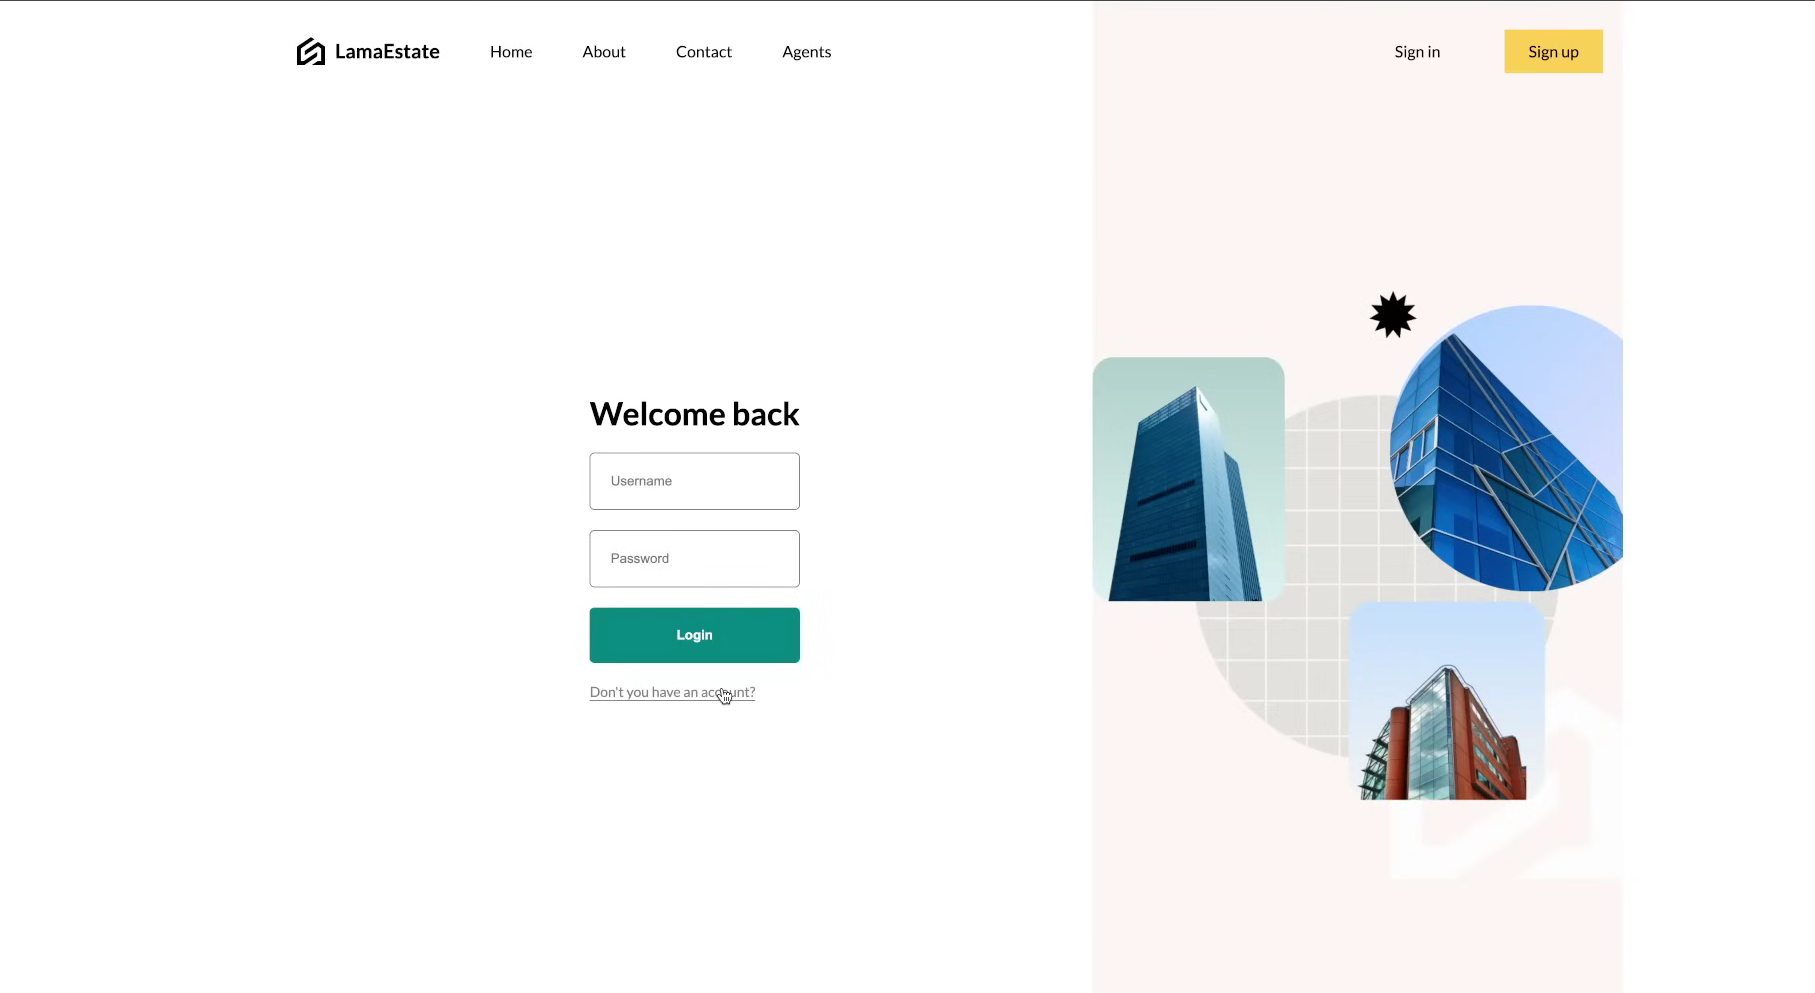 LamaEstate Home About Contact Agents Sign in Sign up
Welcome back
Username
Password
Login
Don't you have an account?